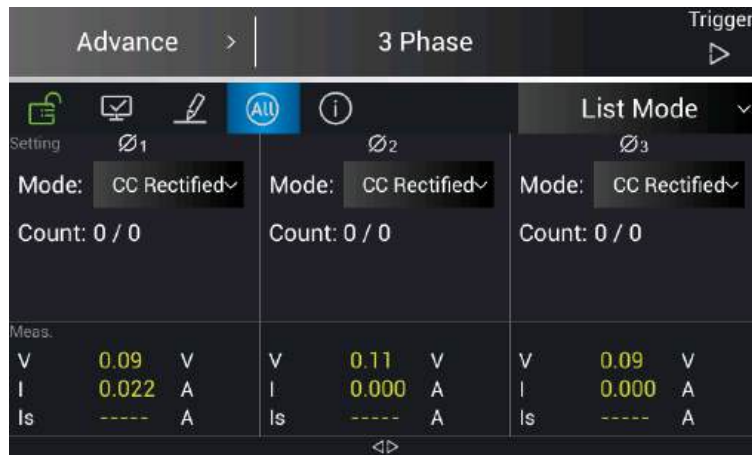 Advance > 3 Phase Trigger
All i List Mode
Setting Ø1 Ø2 Ø3
Mode: CC Rectified Mode: CC Rectified Mode: CC Rectified
Count: 0 / 0 Count: 0 / 0 Count: 0 / 0
Meas.
V 0.09 V V 0.11 V V 0.09 V
I 0.022 A I 0.000 A I 0.000 A
Is ----- A Is ----- A Is ----- A